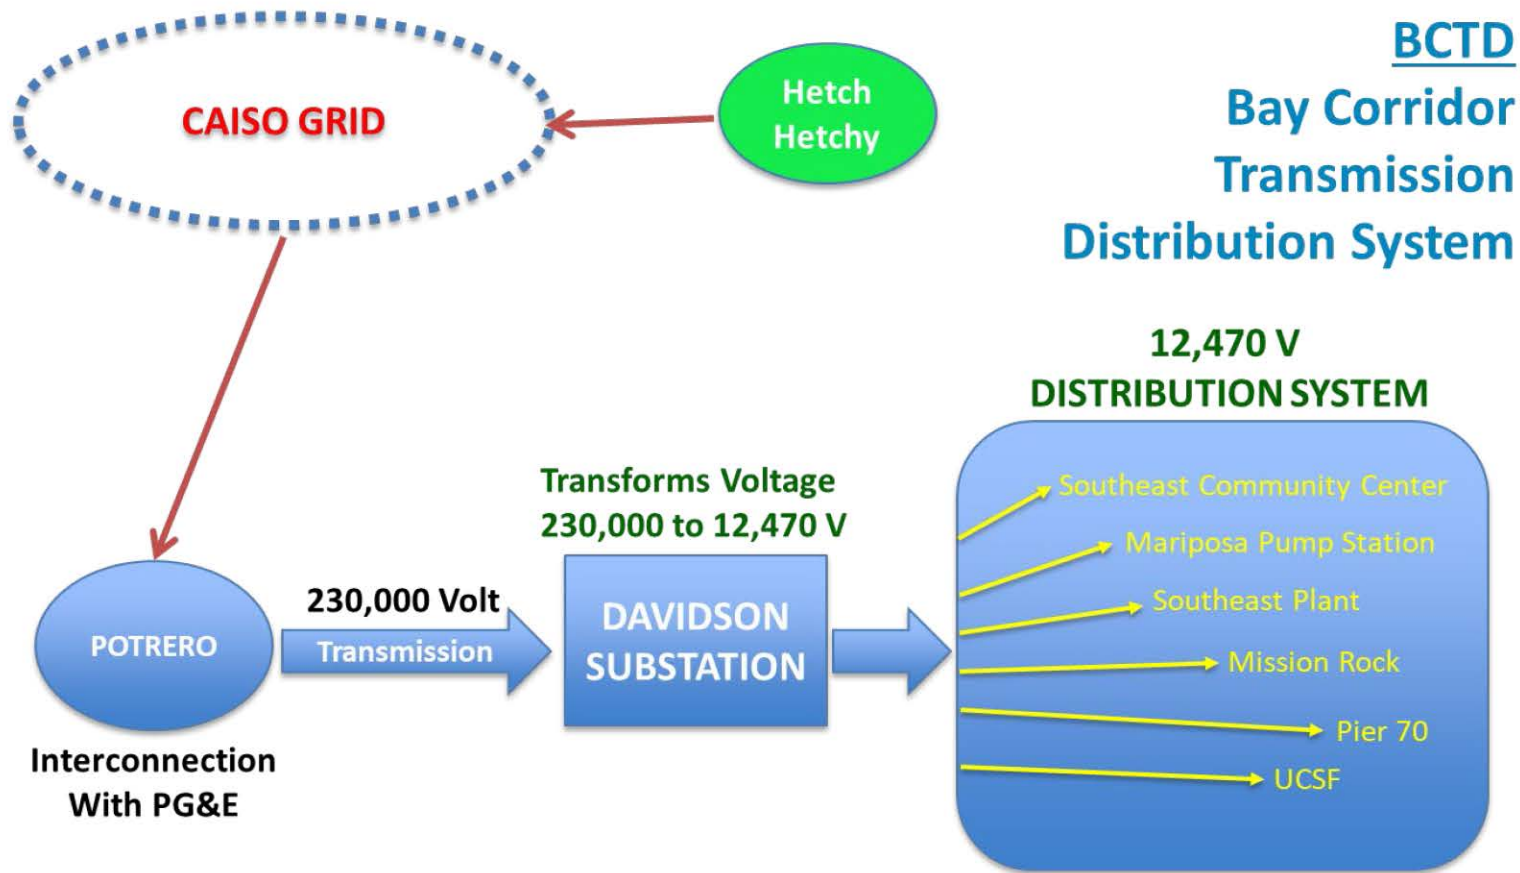 BCTD
Bay Corridor
Transmission
Distribution System
CAISO GRID
Hetch
Hetchy
12,470 V
DISTRIBUTION SYSTEM
Transforms Voltage
230,000 to 12,470 V
POTRERO
230,000 Volt
Transmission
DAVIDSON
SUBSTATION
Interconnection
With PG&E
Southeast Community Center
Mariposa Pump Station
Southeast Plant
Mission Rock
Pier 70
UCSF